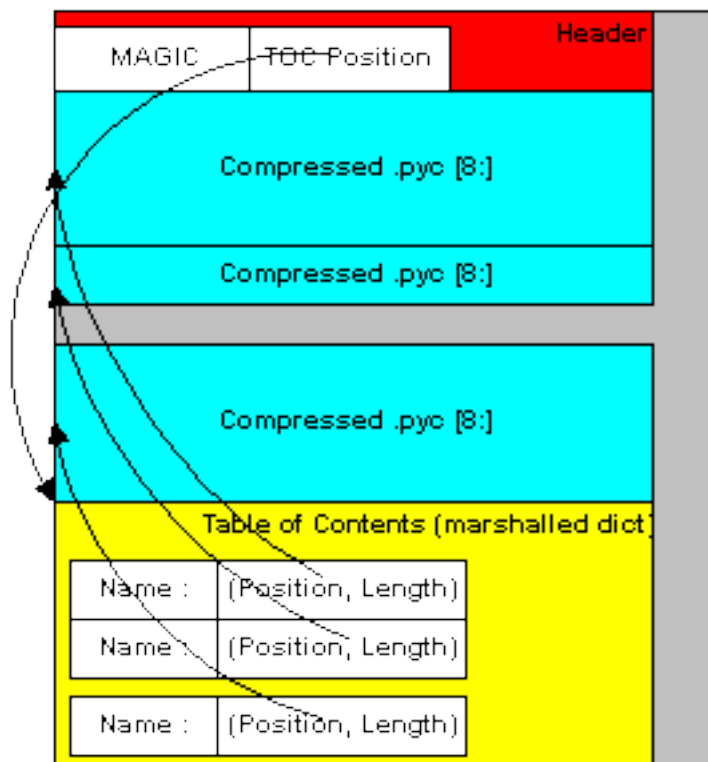 Header
MAGIC TOC Position
Compressed .pyc [8:]
Compressed .pyc [8:]
Compressed .pyc [8:]
Table of Contents (marshalled dict)
Name : (Position, Length)
Name : (Position, Length)
Name : (Position, Length)